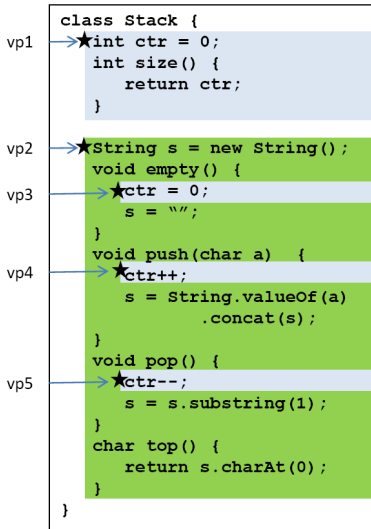 class Stack {
vp1 ★int ctr = 0;
int size() {
return ctr;
}
vp2 ★String s = new String();
void empty() {
vp3 ★ctr = 0;
s = “”;
}
void push(char a) {
vp4 ★ctr++;
s = String.valueOf(a)
.concat(s);
}
void pop() {
vp5 ★ctr--;
s = s.substring(1);
}
char top() {
return s.charAt(0);
}
}